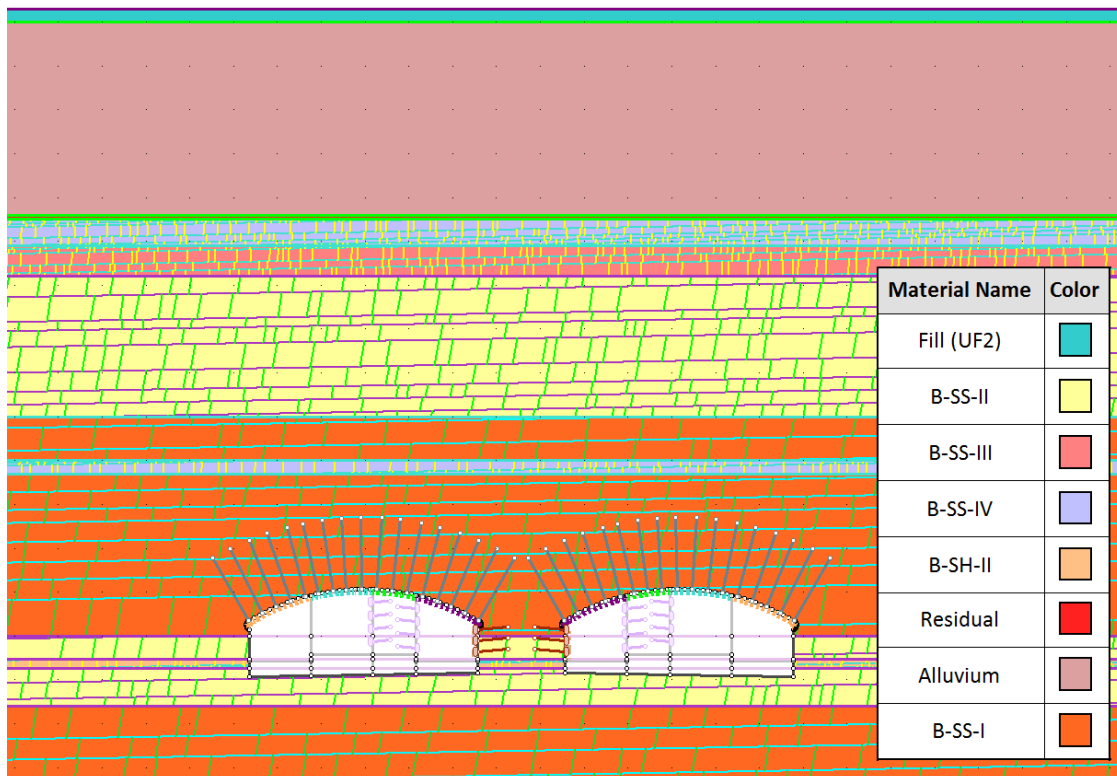 Material Name Color
Fill (UF2)
B-SS-II
B-SS-III
B-SS-IV
B-SH-II
Residual
Alluvium
B-SS-I